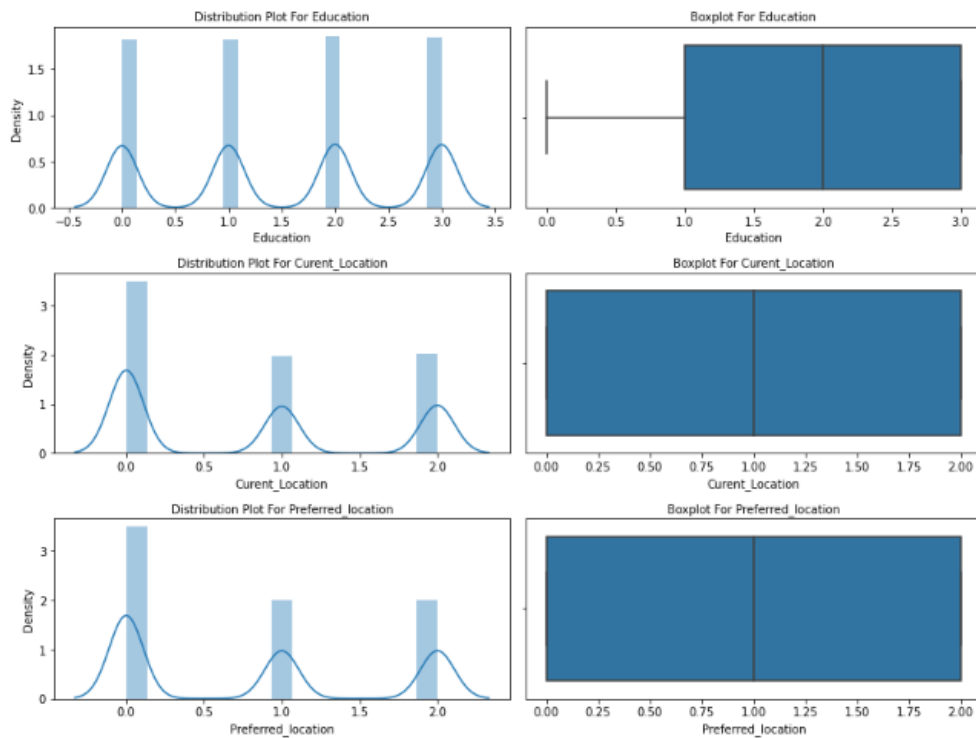 Distribution Plot For Education
Density
1.5
1.0
0.5
0.0
-0.5 0.0 0.5 1.0 1.5 2.0 2.5 3.0 3.5
Education
Boxplot For Education
0.0 0.5 1.0 1.5 2.0 2.5 3.0
Education
Distribution Plot For Curent_Location
Density
3
2
1
0
0.0 0.5 1.0 1.5 2.0
Curent_Location
Boxplot For Curent_Location
0.00 0.25 0.50 0.75 1.00 1.25 1.50 1.75 2.00
Curent_Location
Distribution Plot For Preferred_location
Density
3
2
1
0
0.0 0.5 1.0 1.5 2.0
Preferred_location
Boxplot For Preferred_location
0.00 0.25 0.50 0.75 1.00 1.25 1.50 1.75 2.00
Preferred_location